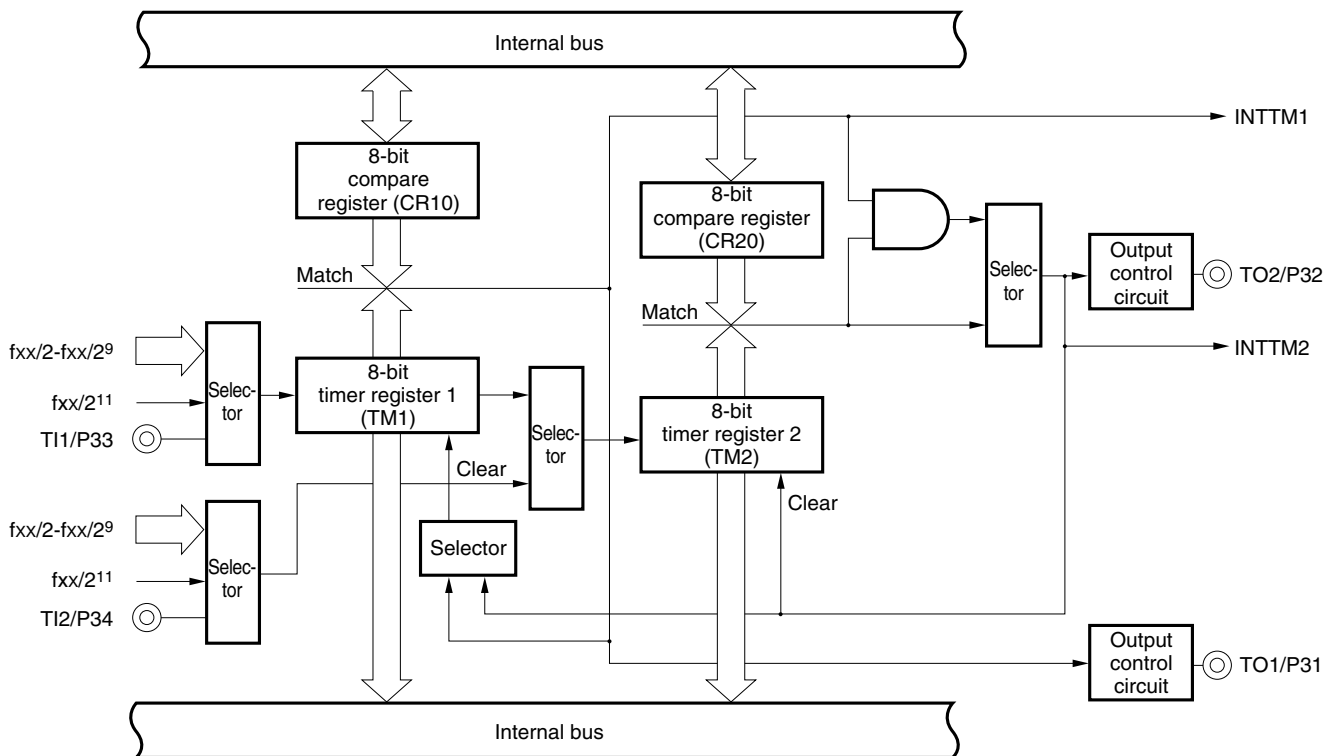 Internal bus
INTTM1
8-bit
compare
register (CR10)
8-bit
compare register
(CR20)
Selec-
tor
Output
control
circuit
TO2/P32
Match
Match
INTTM2
fxx/2-fxx/2⁹
fxx/2¹¹
TI1/P33
Selec-
tor
8-bit
timer register 1
(TM1)
Selec-
tor
8-bit
timer register 2
(TM2)
Clear
Clear
fxx/2-fxx/2⁹
fxx/2¹¹
TI2/P34
Selec-
tor
Selector
Output
control
circuit
TO1/P31
Internal bus